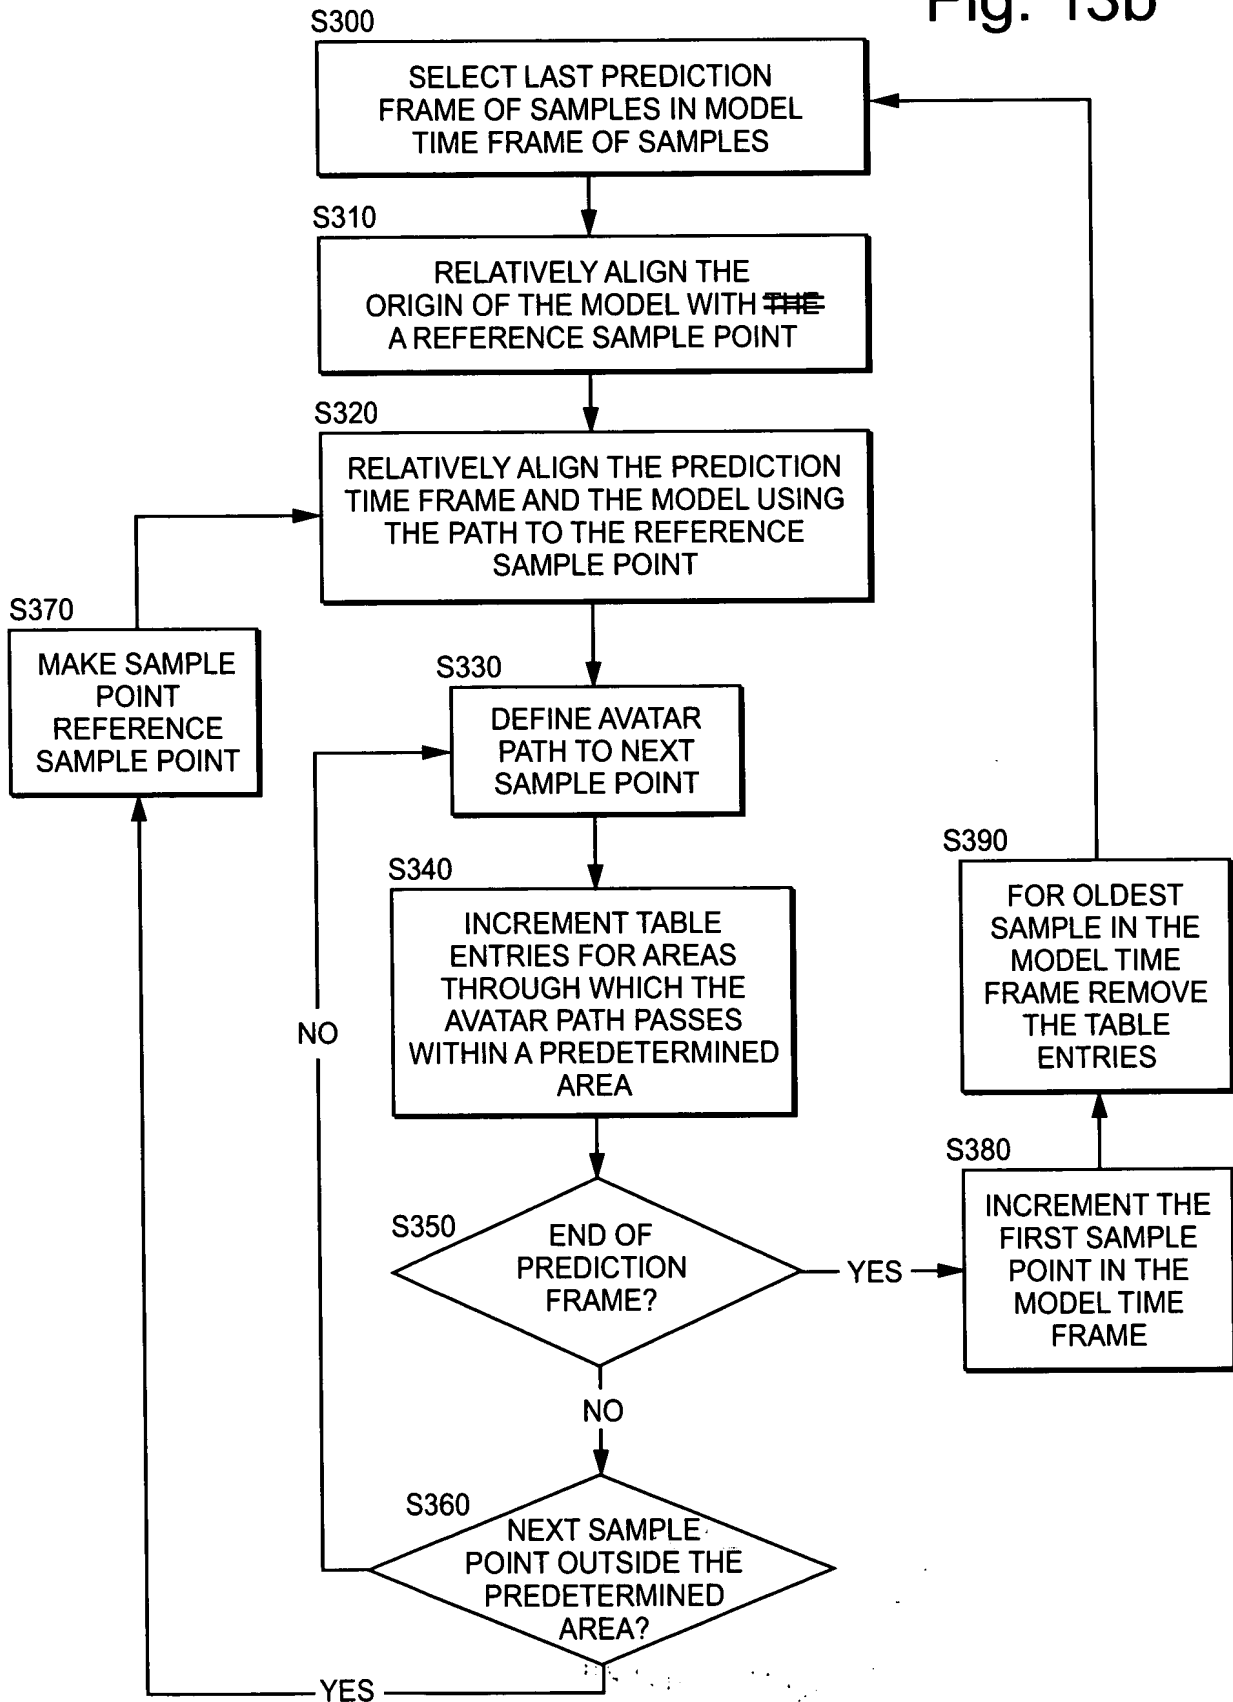 Fig. 13b
S300
SELECT LAST PREDICTION
FRAME OF SAMPLES IN MODEL
TIME FRAME OF SAMPLES
S310
RELATIVELY ALIGN THE
ORIGIN OF THE MODEL WITH THE
A REFERENCE SAMPLE POINT
S320
RELATIVELY ALIGN THE PREDICTION
TIME FRAME AND THE MODEL USING
THE PATH TO THE REFERENCE
SAMPLE POINT
S370
MAKE SAMPLE
POINT
REFERENCE
SAMPLE POINT
S330
DEFINE AVATAR
PATH TO NEXT
SAMPLE POINT
S340
INCREMENT TABLE
ENTRIES FOR AREAS
THROUGH WHICH THE
AVATAR PATH PASSES
WITHIN A PREDETERMINED
AREA
S390
FOR OLDEST
SAMPLE IN THE
MODEL TIME
FRAME REMOVE
THE TABLE
ENTRIES
NO
S350
END OF
PREDICTION
FRAME?
YES
S380
INCREMENT THE
FIRST SAMPLE
POINT IN THE
MODEL TIME
FRAME
NO
S360
NEXT SAMPLE
POINT OUTSIDE THE
PREDETERMINED
AREA?
YES